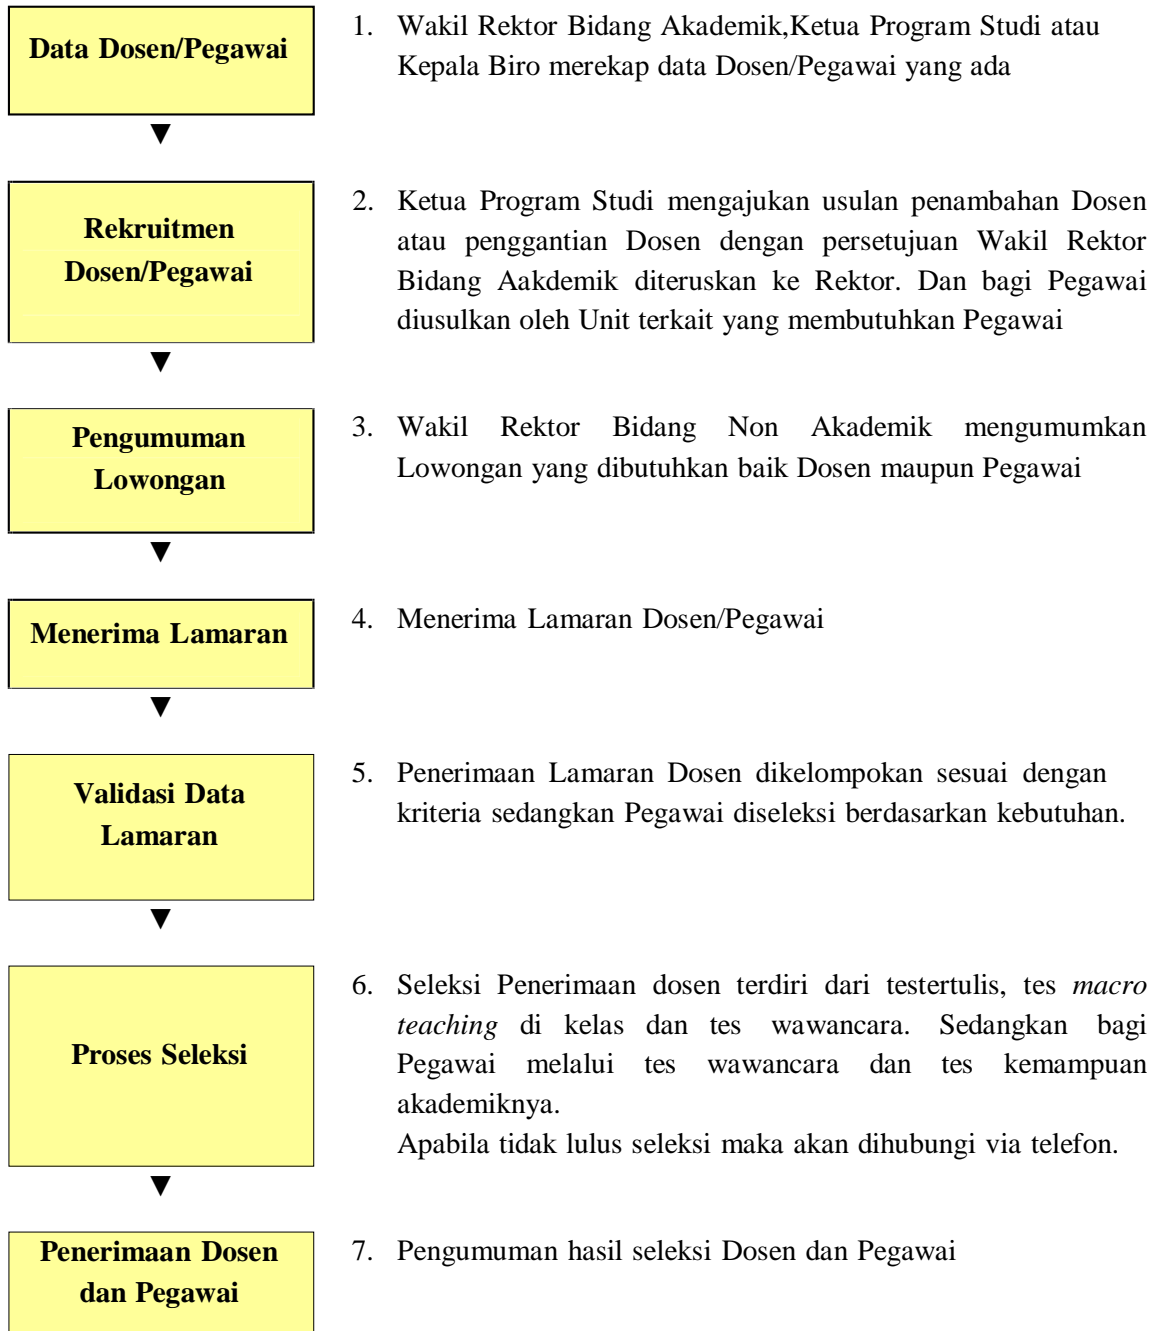 Data Dosen/Pegawai
1. Wakil Rektor Bidang Akademik,Ketua Program Studi atau
Kepala Biro merekap data Dosen/Pegawai yang ada
▼
Rekruitmen
Dosen/Pegawai
2. Ketua Program Studi mengajukan usulan penambahan Dosen
atau penggantian Dosen dengan persetujuan Wakil Rektor
Bidang Aakdemik diteruskan ke Rektor. Dan bagi Pegawai
diusulkan oleh Unit terkait yang membutuhkan Pegawai
▼
Pengumuman
Lowongan
3. Wakil Rektor Bidang Non Akademik mengumumkan
Lowongan yang dibutuhkan baik Dosen maupun Pegawai
▼
Menerima Lamaran
4. Menerima Lamaran Dosen/Pegawai
▼
Validasi Data
Lamaran
5. Penerimaan Lamaran Dosen dikelompokan sesuai dengan
kriteria sedangkan Pegawai diseleksi berdasarkan kebutuhan.
▼
Proses Seleksi
6. Seleksi Penerimaan dosen terdiri dari testertulis, tes macro
teaching di kelas dan tes wawancara. Sedangkan bagi
Pegawai melalui tes wawancara dan tes kemampuan
akademiknya.
Apabila tidak lulus seleksi maka akan dihubungi via telefon.
▼
Penerimaan Dosen
dan Pegawai
7. Pengumuman hasil seleksi Dosen dan Pegawai